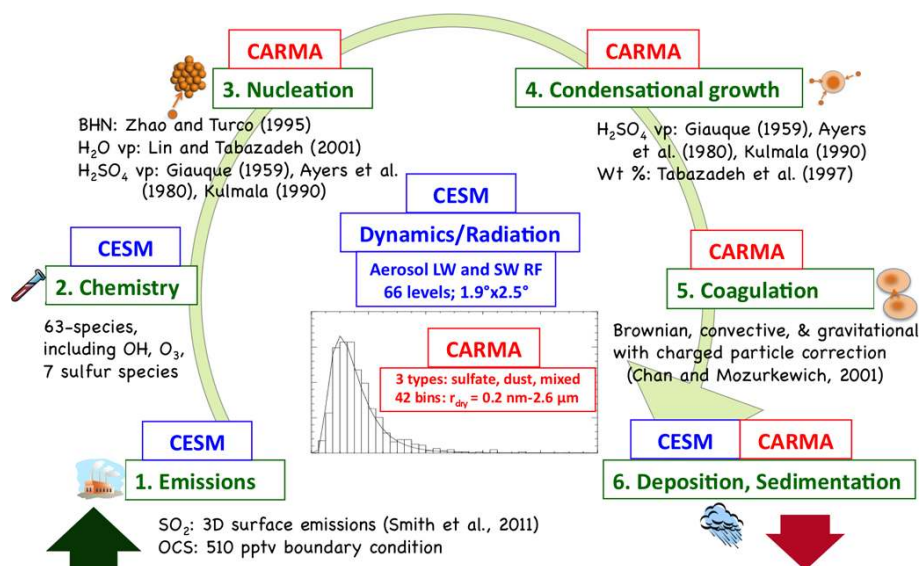 CARMA
3. Nucleation
BHN: Zhao and Turco (1995)
H₂O vp: Lin and Tabazadeh (2001)
H₂SO₄ vp: Giauque (1959), Ayers et al.
(1980), Kulmala (1990)
CARMA
4. Condensational growth
H₂SO₄ vp: Giauque (1959), Ayers
et al. (1980), Kulmala (1990)
Wt %: Tabazadeh et al. (1997)
CESM
Dynamics/Radiation
Aerosol LW and SW RF
66 levels; 1.9°x2.5°
CESM
2. Chemistry
63-species,
including OH, O₃,
7 sulfur species
CARMA
3 types: sulfate, dust, mixed
42 bins: r_dry = 0.2 nm-2.6 μm
CARMA
5. Coagulation
Brownian, convective, & gravitational
with charged particle correction
(Chan and Mozurkewich, 2001)
CESM
1. Emissions
SO₂: 3D surface emissions (Smith et al., 2011)
OCS: 510 pptv boundary condition
CESM CARMA
6. Deposition, Sedimentation